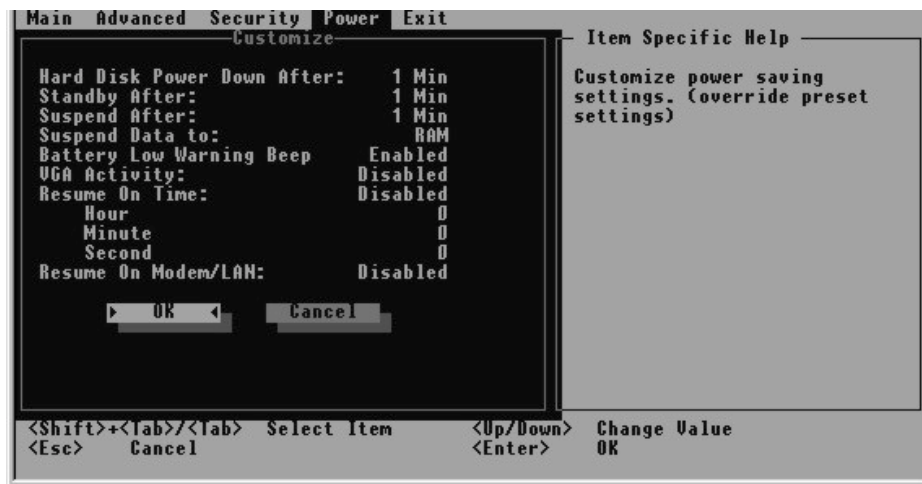 Main Advanced Security Power Exit
Customize
Hard Disk Power Down After: 1 Min
Standby After: 1 Min
Suspend After: 1 Min
Suspend Data to: RAM
Battery Low Warning Beep Enabled
VGA Activity: Disabled
Resume On Time: Disabled
Hour 0
Minute 0
Second 0
Resume On Modem/LAN: Disabled
OK Cancel
Item Specific Help
Customize power saving
settings. (override preset
settings)
<Shift>+<Tab>/<Tab> Select Item <Up/Down> Change Value
<Esc> Cancel <Enter> OK